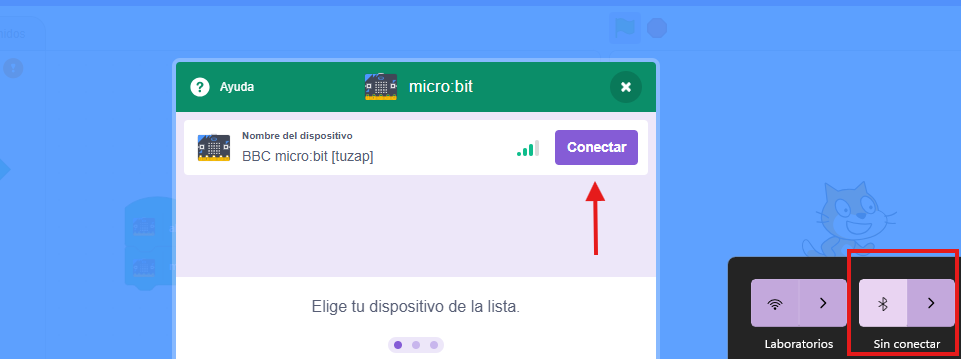 Ayuda
micro:bit
Nombre del dispositivo
BBC micro:bit [tuzap]
Conectar
Elige tu dispositivo de la lista.
Laboratorios
Sin conectar